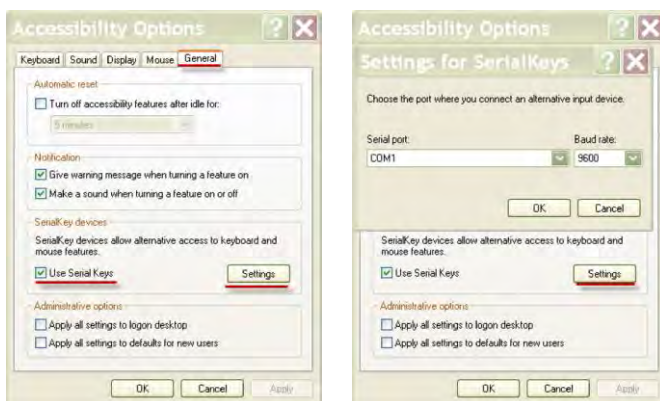 Accessibility Options
Keyboard Sound Display Mouse General
Automatic reset
Turn off accessibility features after idle for:
5 minutes
Notification
Give warning message when turning a feature on
Make a sound when turning a feature on or off
SerialKey devices
SerialKey devices allow alternative access to keyboard and
mouse features.
Use Serial Keys
Settings
Administrative options
Apply all settings to logon desktop
Apply all settings to defaults for new users
OK Cancel Apply
Accessibility Options
Settings for SerialKeys
Choose the port where you connect an alternative input device.
Serial port: Baud rate:
COM1 9600
OK Cancel
SerialKey devices allow alternative access to keyboard and
mouse features.
Use Serial Keys
Settings
Administrative options
Apply all settings to logon desktop
Apply all settings to defaults for new users
OK Cancel Apply